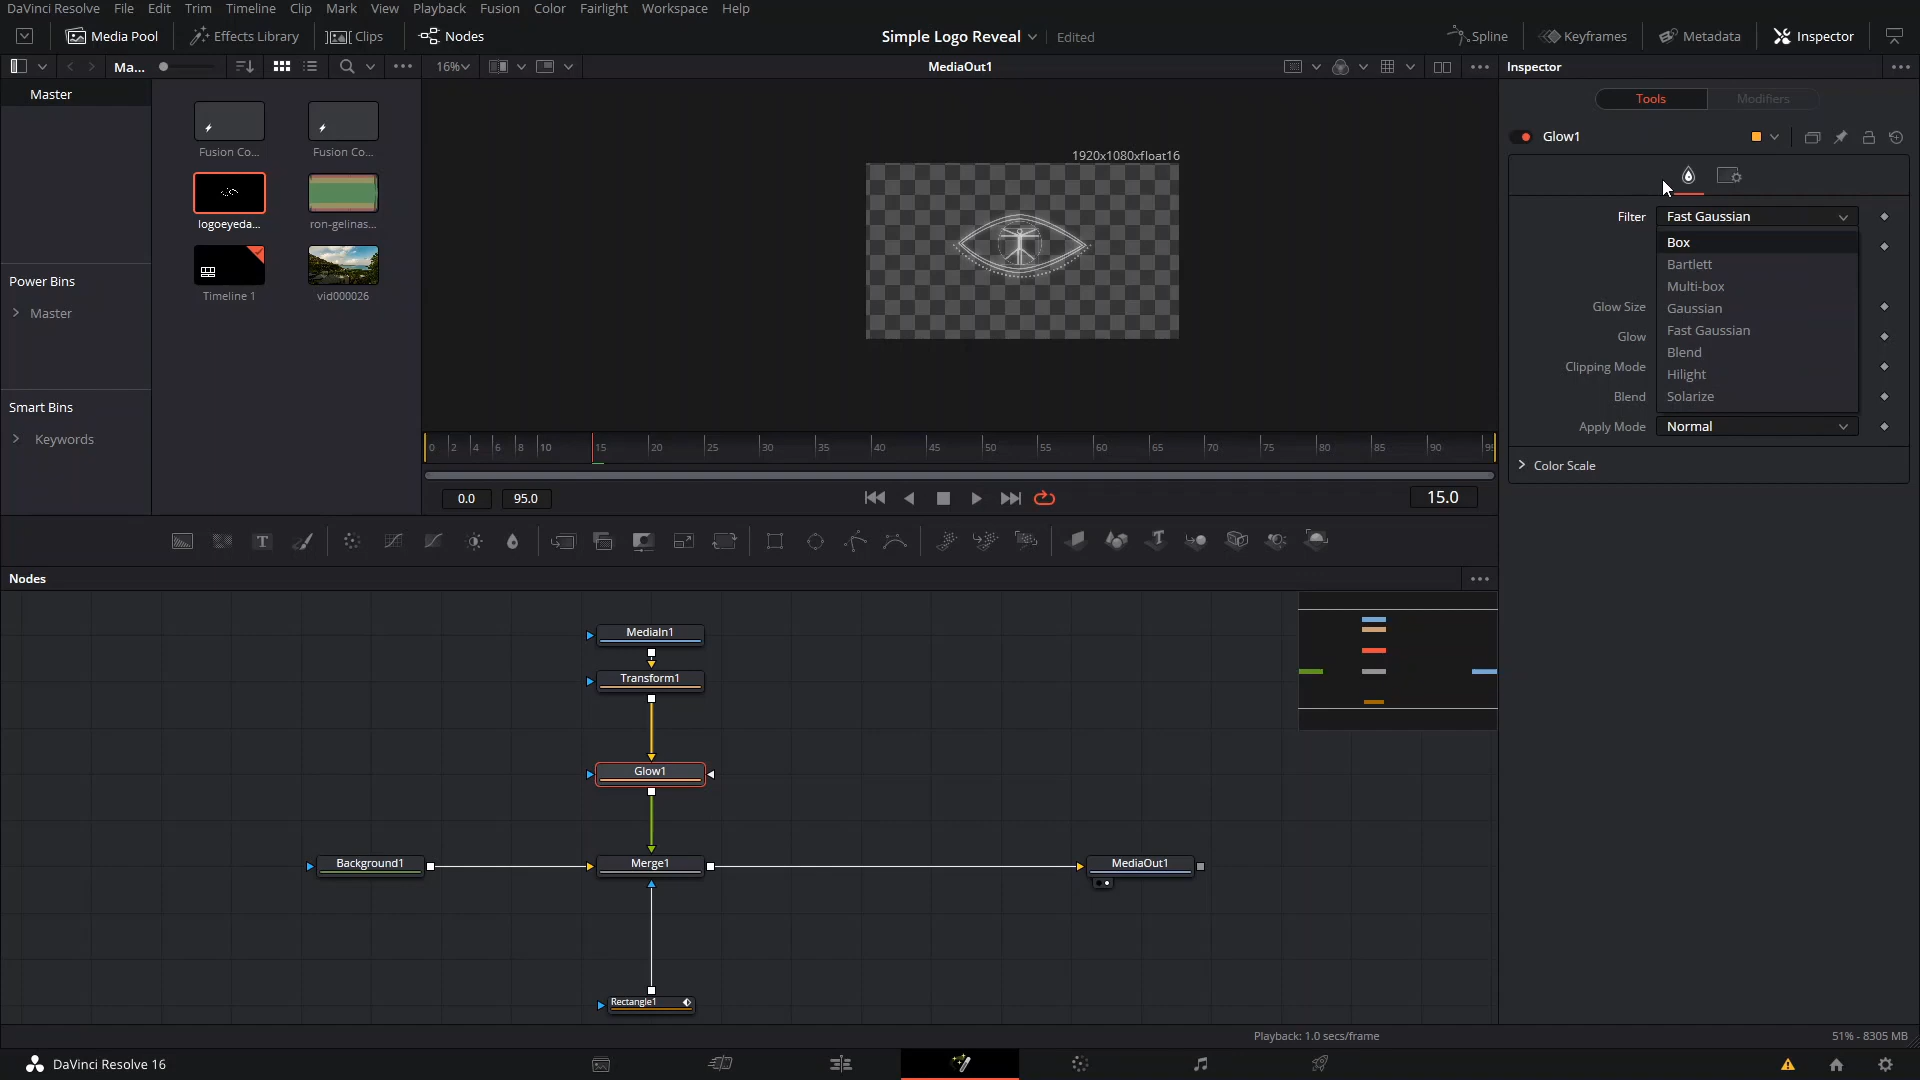 DaVinci Resolve File Edit Trim Timeline Clip Mark View Playback Fusion Color Fairlight Workspace Help
Media Pool Effects Library Clips Nodes Simple Logo Reveal Edited Spline Keyframes Metadata Inspector
Ma... 16% MediaOut1 Inspector
Master
Tools Modifiers
Glow1
Fusion Co... Fusion Co...
1920x1080xfloat16
logoeyeda... ron-gelinas...
Filter Fast Gaussian
Box
Bartlett
Multi-box
Gaussian
Fast Gaussian
Blend
Hilight
Solarize
Glow Size
Glow
Clipping Mode
Blend
Apply Mode Normal
Color Scale
Power Bins
Master
Timeline 1 vid000026
Smart Bins
Keywords
0 2 4 6 8 10 15 20 25 30 35 40 45 50 55 60 65 70 75 80 85 90
0.0 95.0 15.0
Nodes
MediaIn1
Transform1
Glow1
Background1 Merge1 MediaOut1
Rectangle1
Playback: 1.0 secs/frame 51% - 8305 MB
DaVinci Resolve 16